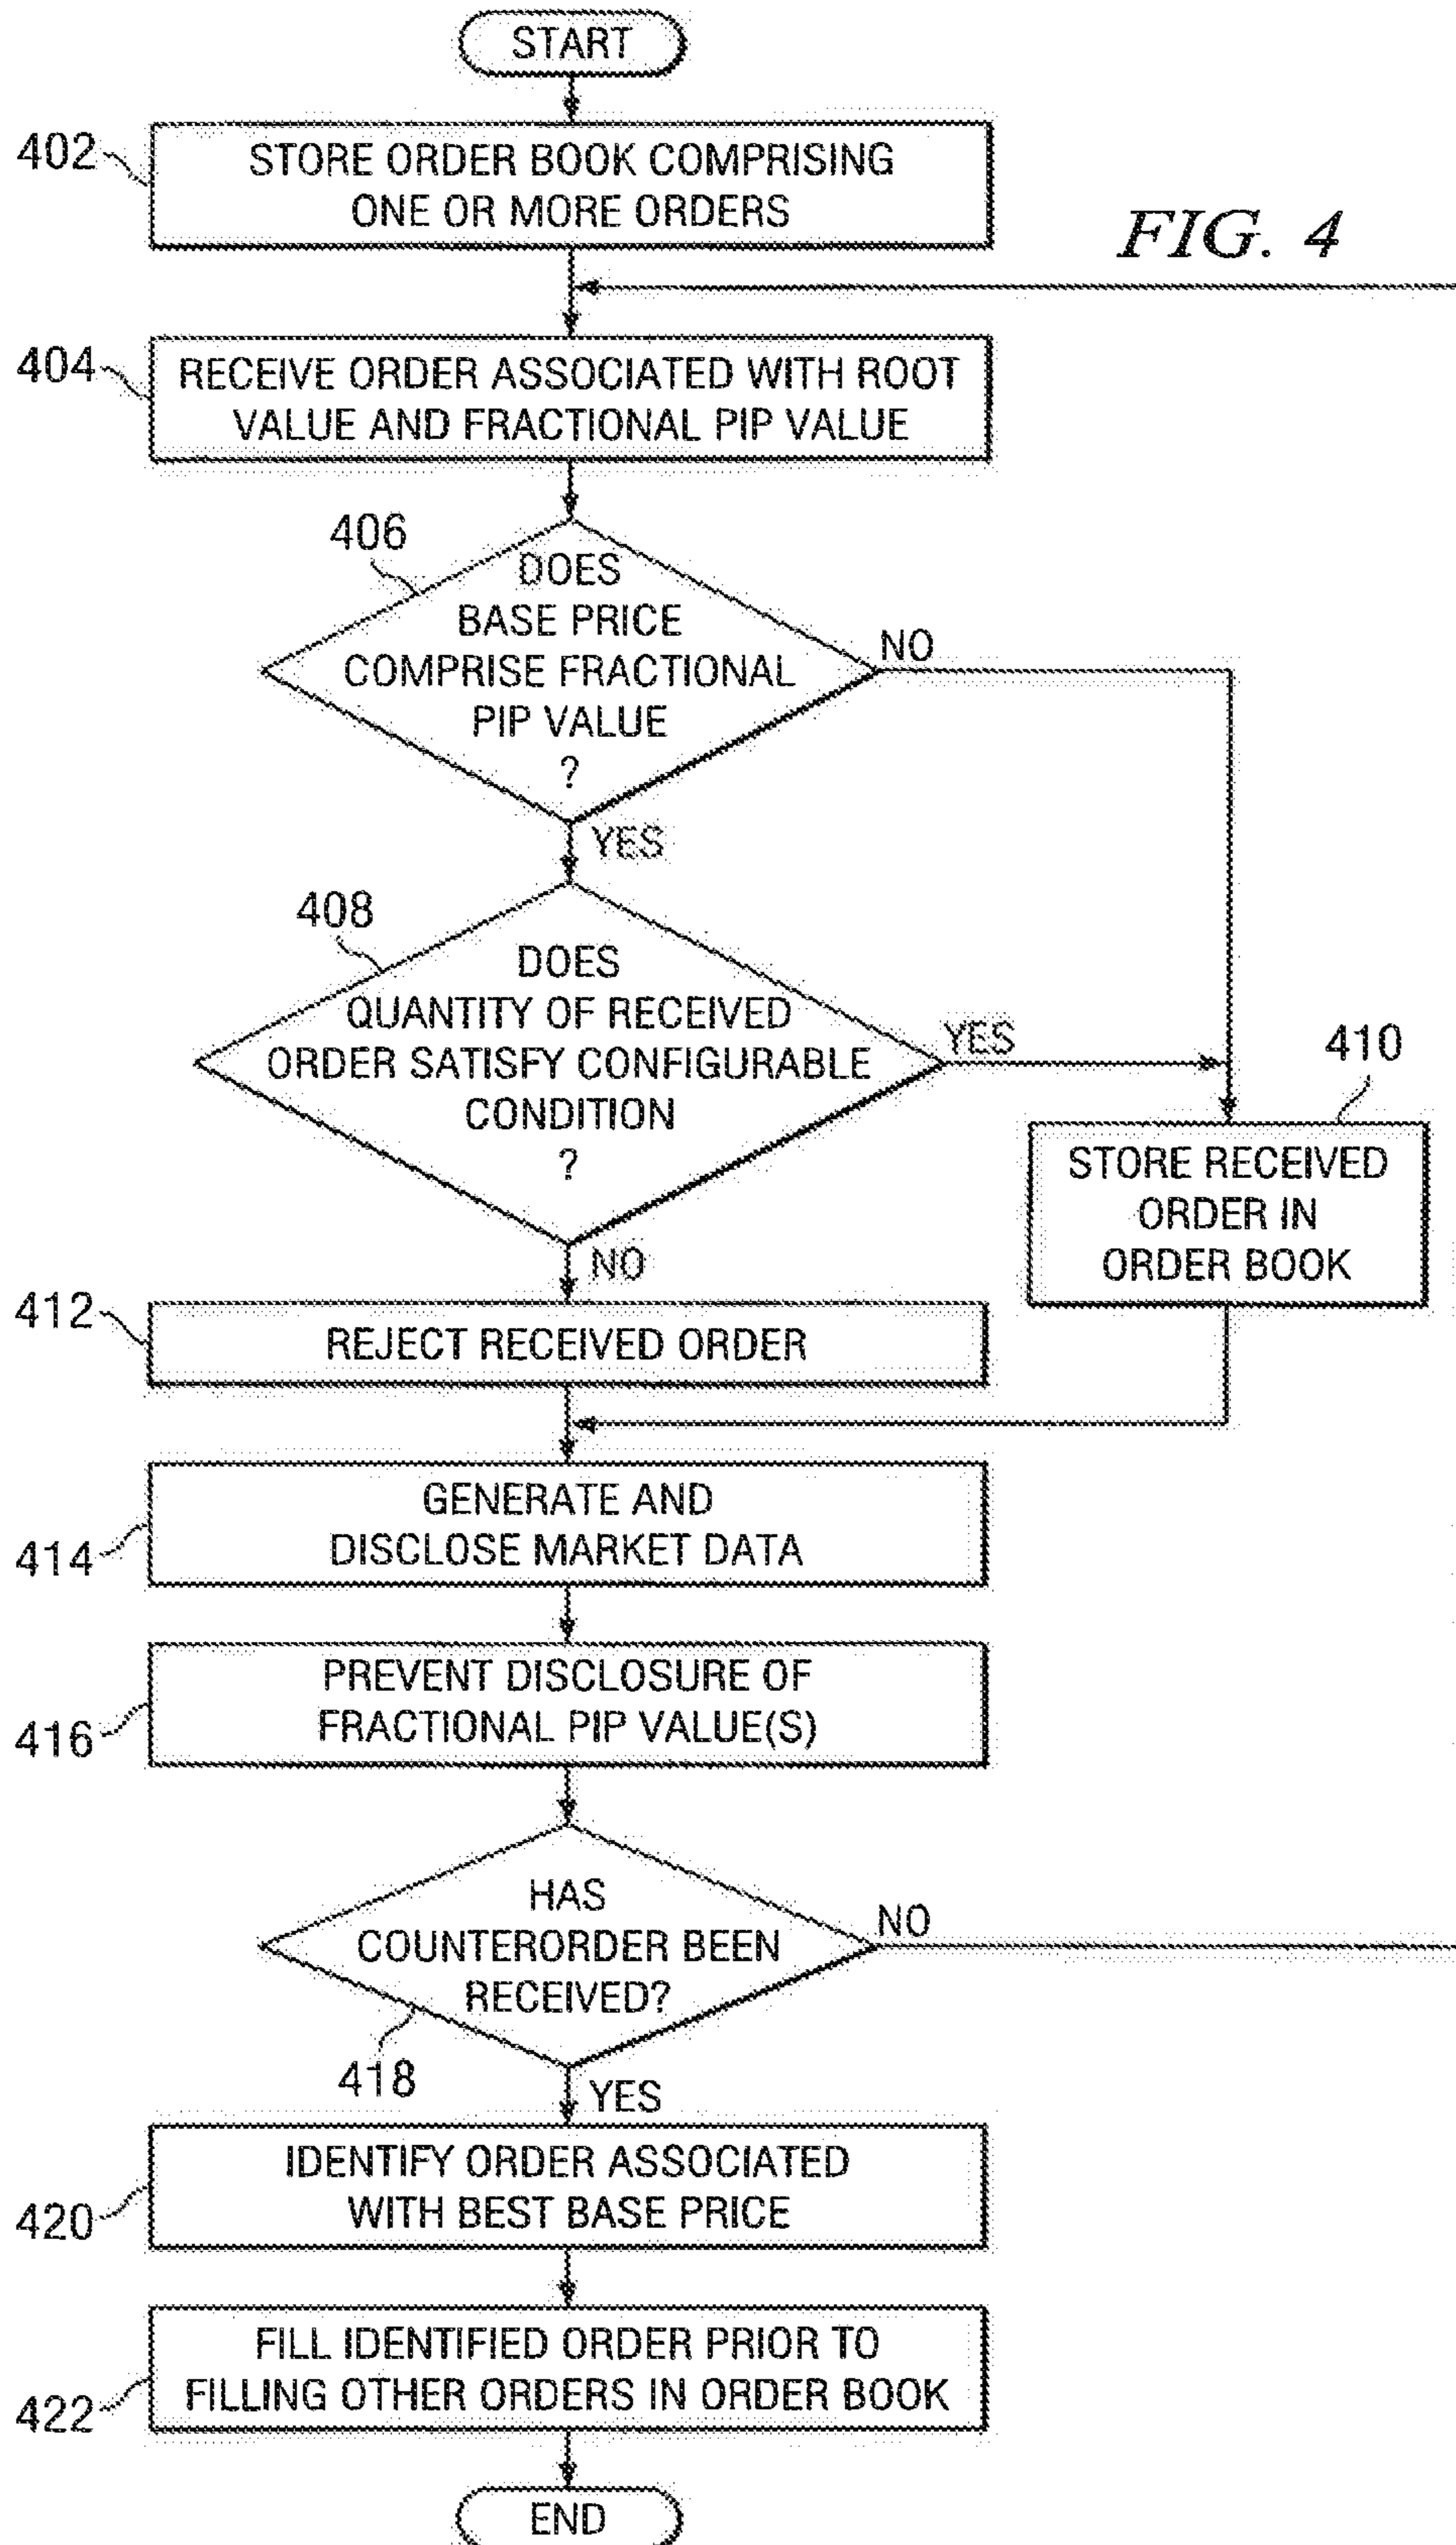 START
402
STORE ORDER BOOK COMPRISING
ONE OR MORE ORDERS
FIG. 4
404
RECEIVE ORDER ASSOCIATED WITH ROOT
VALUE AND FRACTIONAL PIP VALUE
406
DOES
BASE PRICE
COMPRISE FRACTIONAL
PIP VALUE
?
NO
YES
408
DOES
QUANTITY OF RECEIVED
ORDER SATISFY CONFIGURABLE
CONDITION
?
YES
NO
410
STORE RECEIVED
ORDER IN
ORDER BOOK
412
REJECT RECEIVED ORDER
414
GENERATE AND
DISCLOSE MARKET DATA
416
PREVENT DISCLOSURE OF
FRACTIONAL PIP VALUE(S)
HAS
COUNTERORDER BEEN
RECEIVED?
NO
418
YES
420
IDENTIFY ORDER ASSOCIATED
WITH BEST BASE PRICE
422
FILL IDENTIFIED ORDER PRIOR TO
FILLING OTHER ORDERS IN ORDER BOOK
END